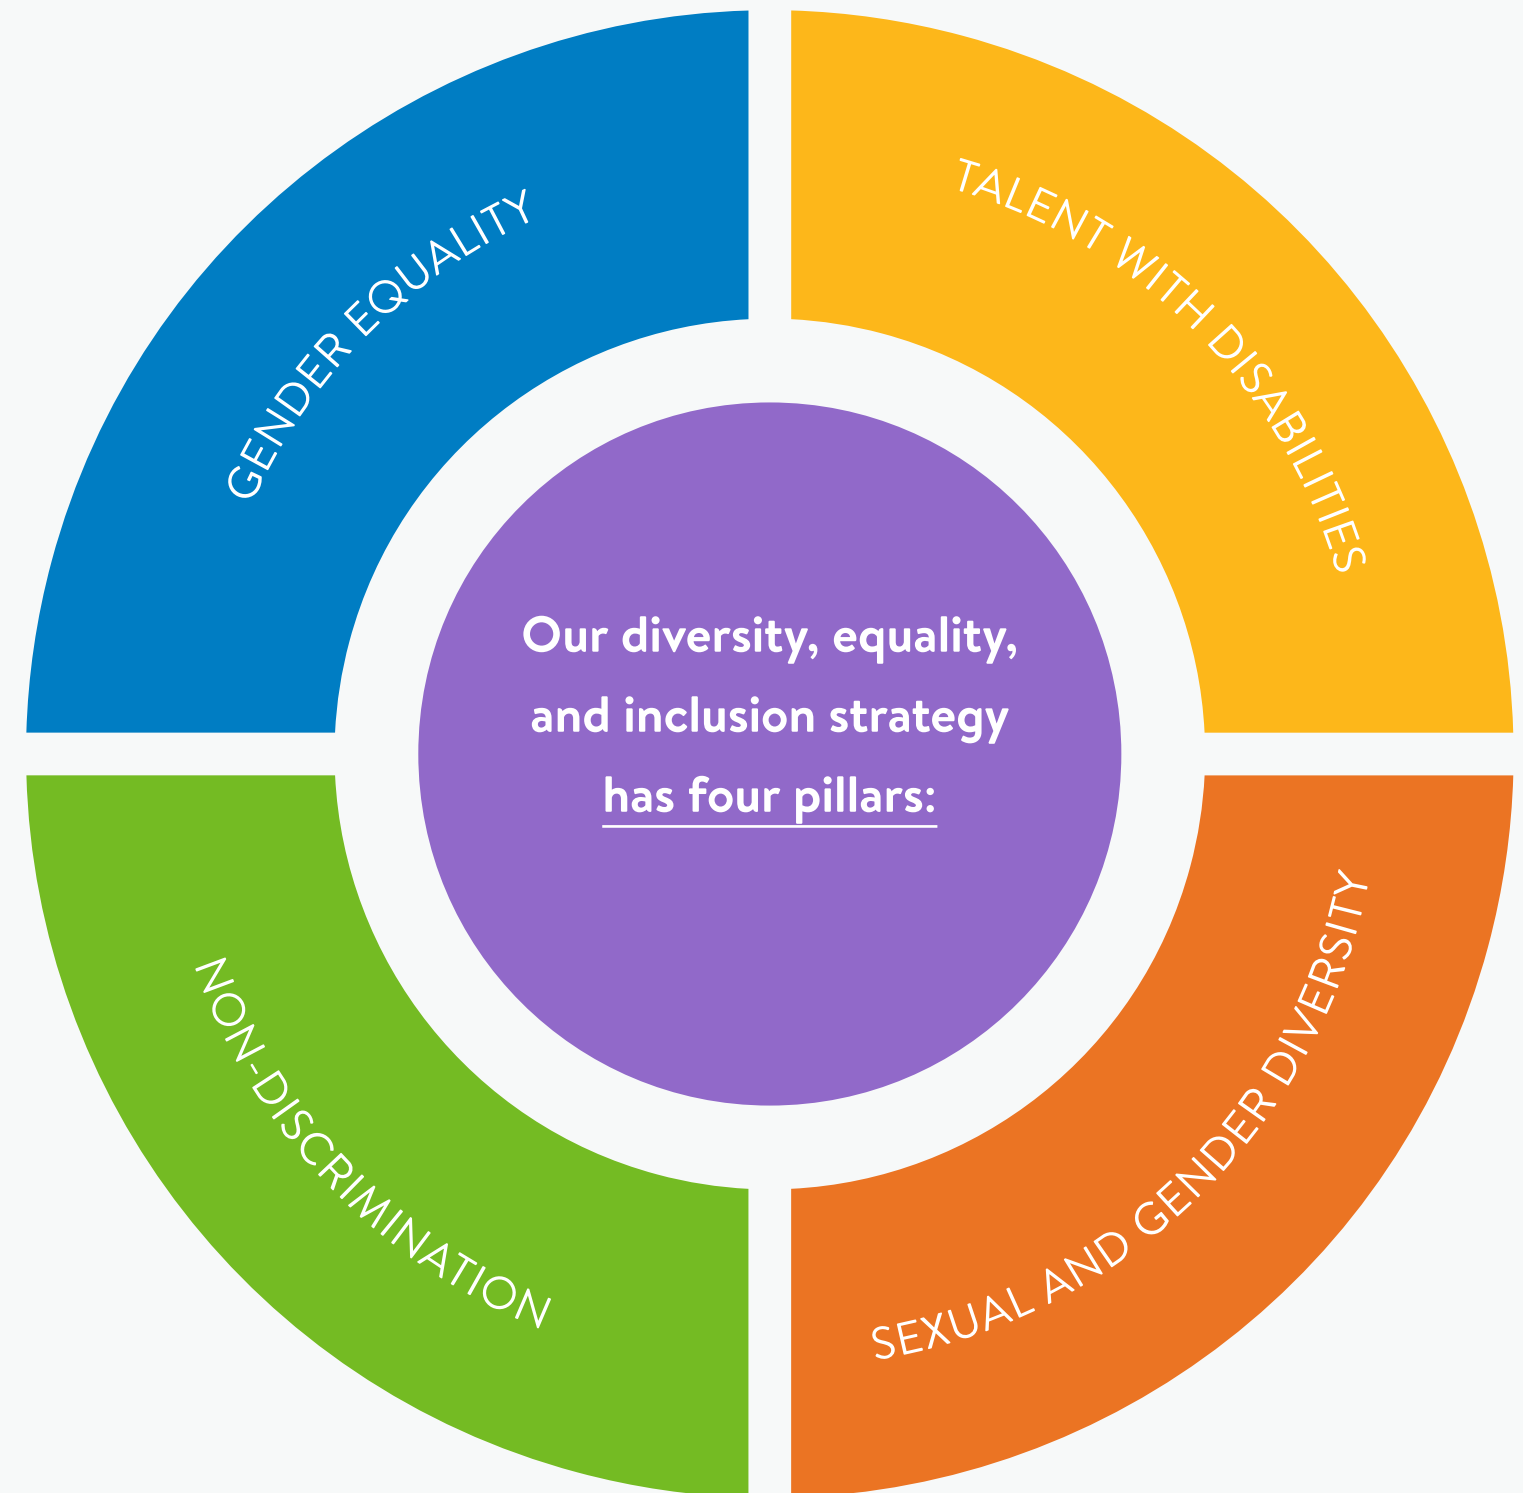 GENDER EQUALITY
TALENT WITH DISABILITIES
Our diversity, equality,
and inclusion strategy
has four pillars:
NON-DISCRIMINATION
SEXUAL AND GENDER DIVERSITY